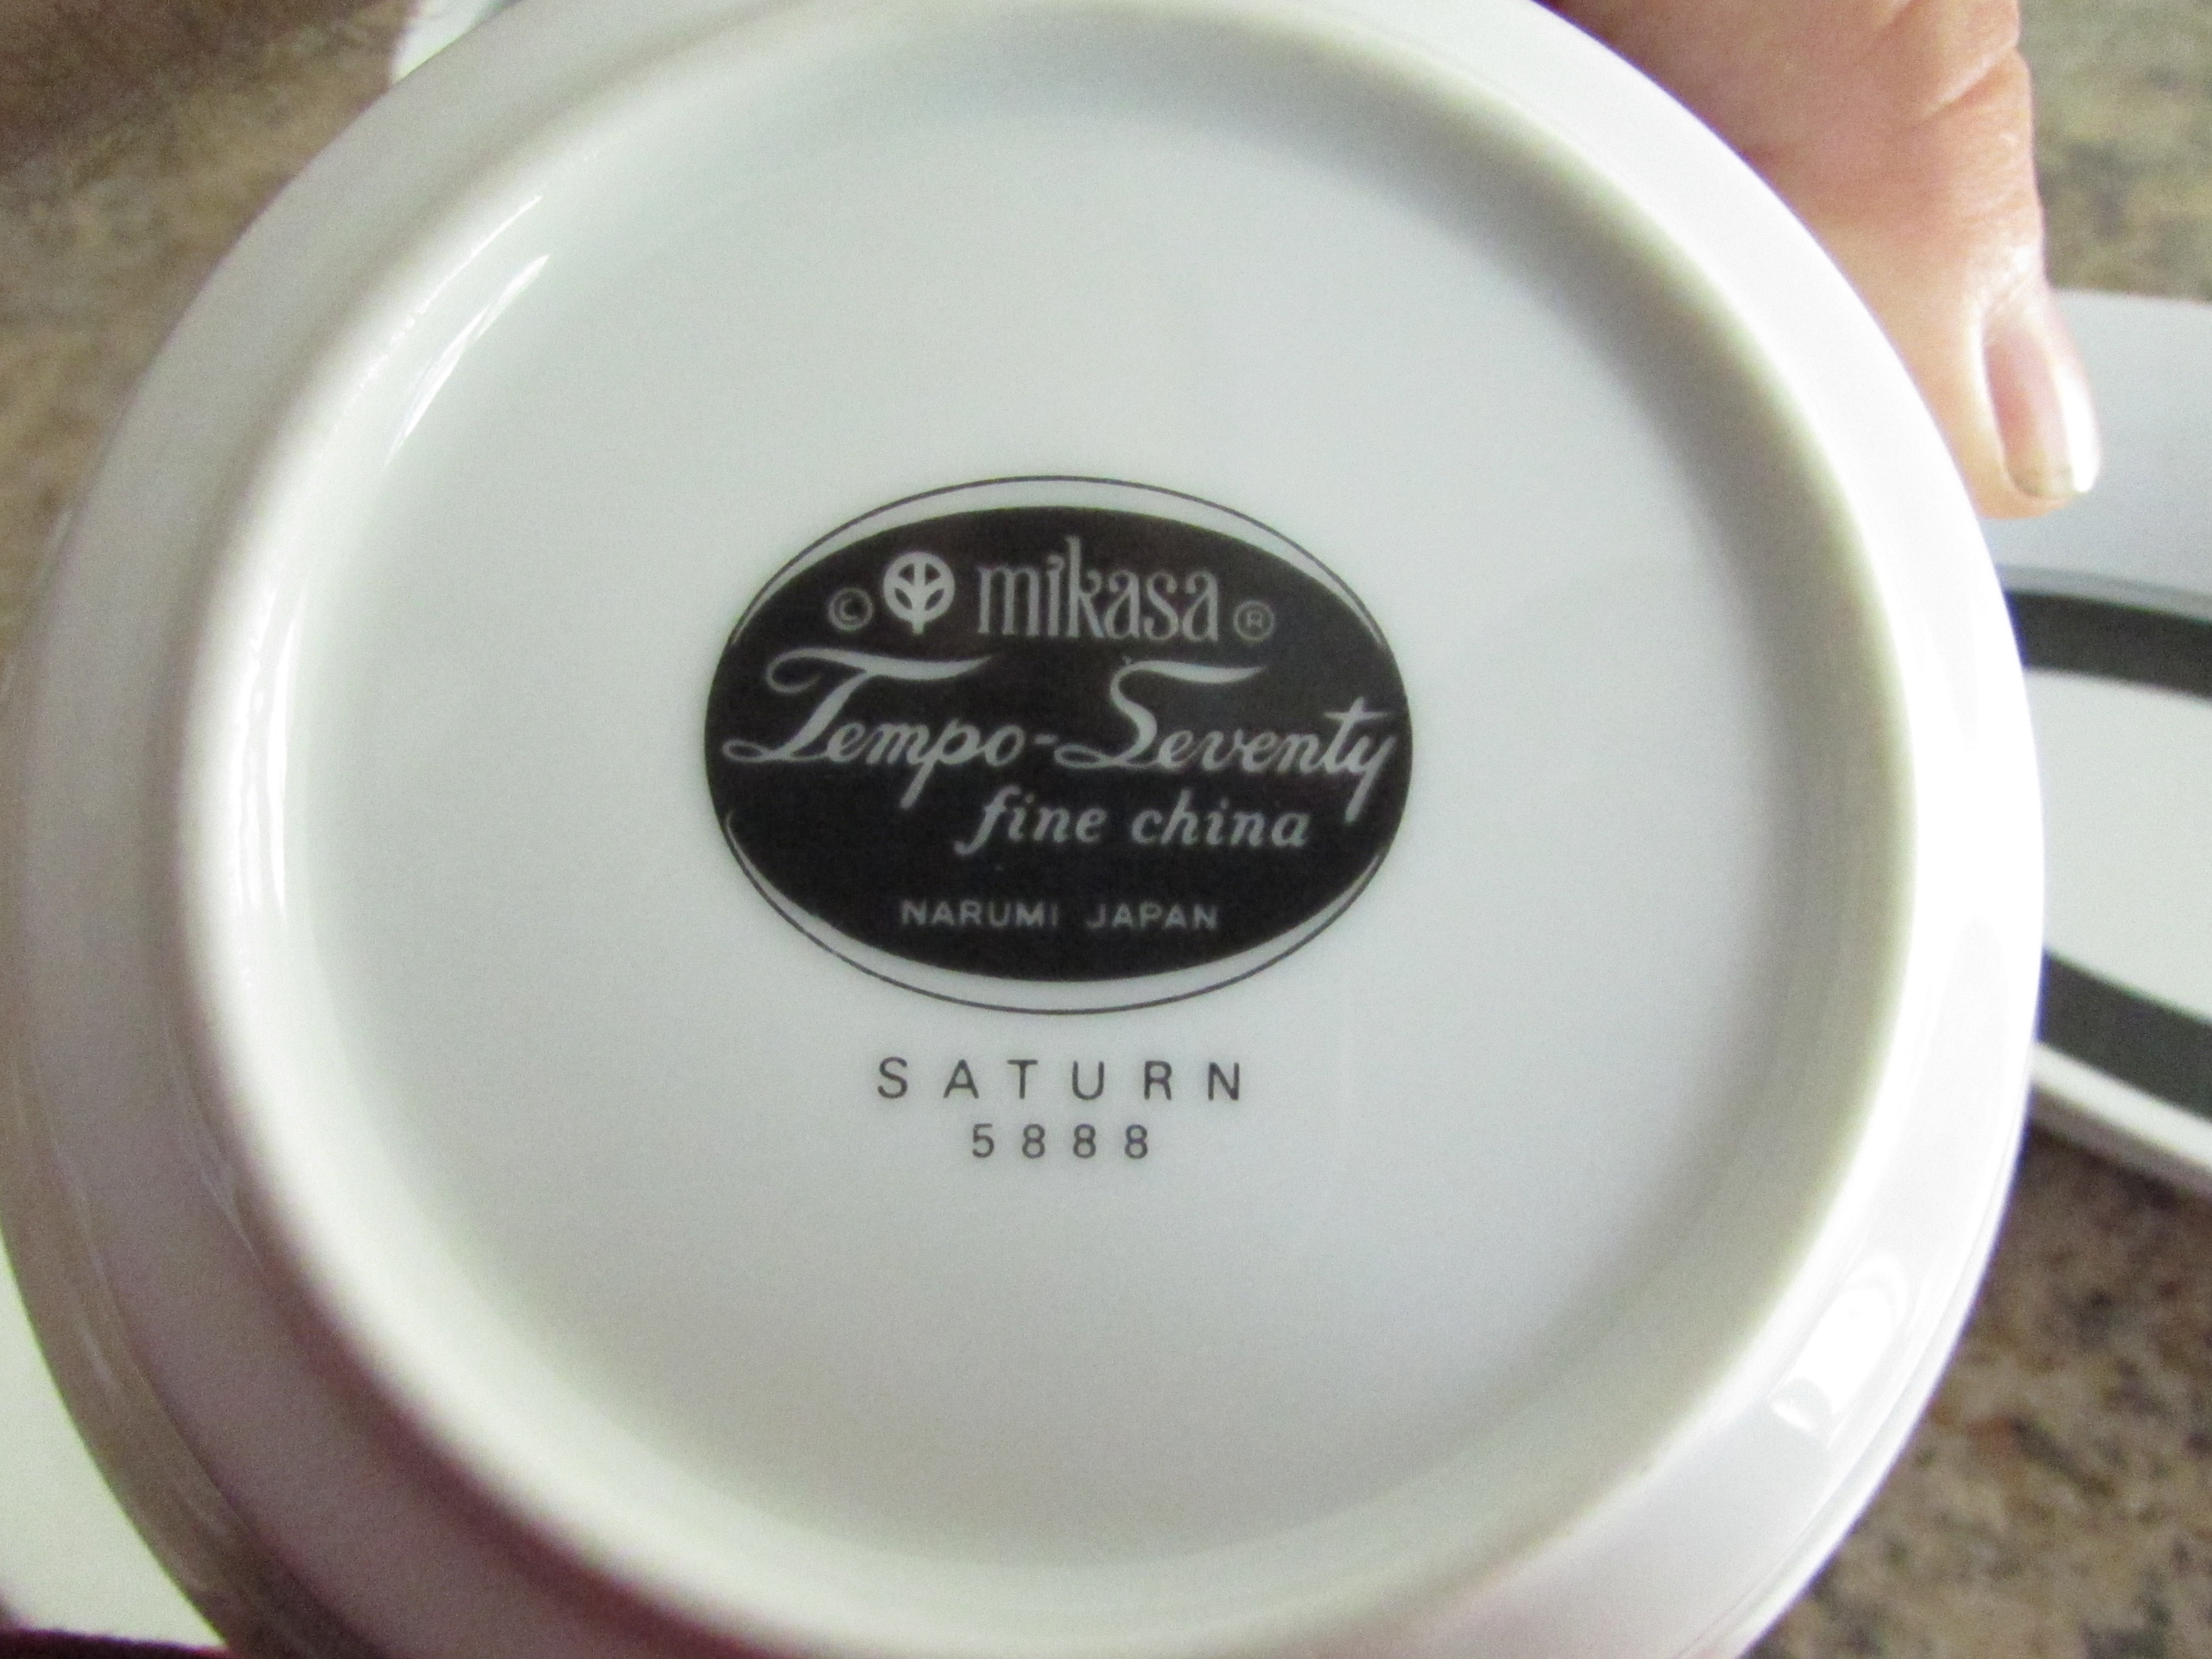 © mikasa ®
Tempo-Seventy
fine china
NARUMI JAPAN
SATURN
5888